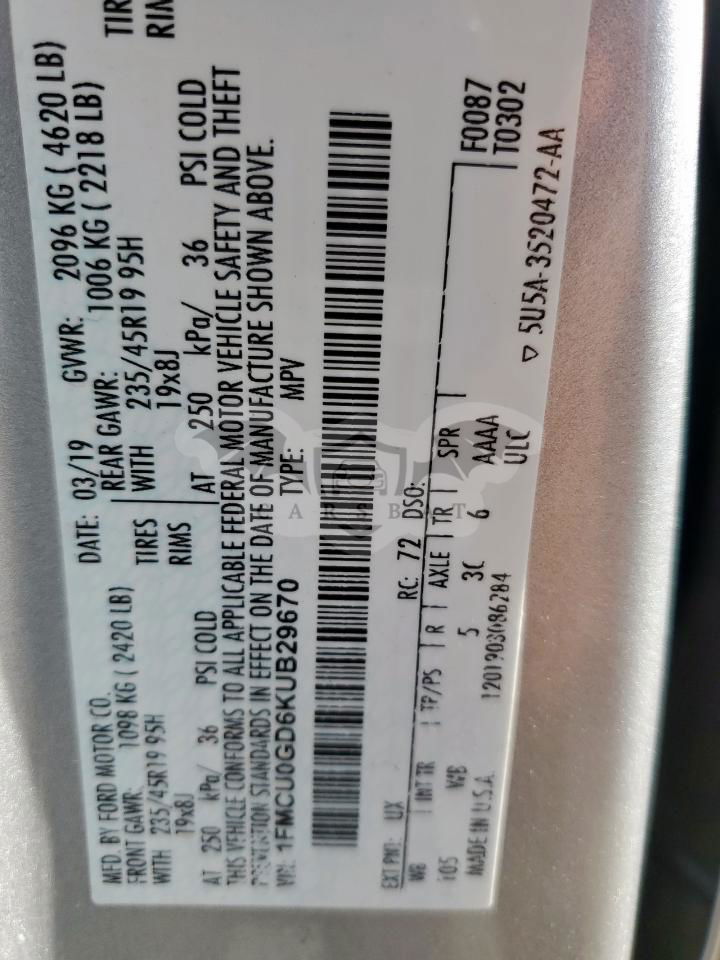 MFD. BY FORD MOTOR CO.
DATE: 03/19 GVWR: 2096 KG ( 4620 LB)
FRONT GAWR: 1098 KG ( 2420 LB)
REAR GAWR: 1006 KG ( 2218 LB)
WITH 235/45R19 95H TIRES
WITH 235/45R19 95H TIR
19x8J RIMS
19x8J RIN
AT 250 kPa/ 36 PSI COLD
AT 250 kPa/ 36 PSI COLD
THIS VEHICLE CONFORMS TO ALL APPLICABLE FEDERAL MOTOR VEHICLE SAFETY AND THEFT
PREVENTION STANDARDS IN EFFECT ON THE DATE OF MANUFACTURE SHOWN ABOVE.
VIN: 1FMCU0GD6KUB29670 TYPE: MPV
CARSBAT
EXT PNT: UX RC: 72 DSO: F0087
T0302
WB INT TR TP/PS R AXLE TR SPR
105 WB 5 3C 6 AAAA
MADE IN U.S.A. 1201903086284 ULC
▽ 5U5A-3520472-AA